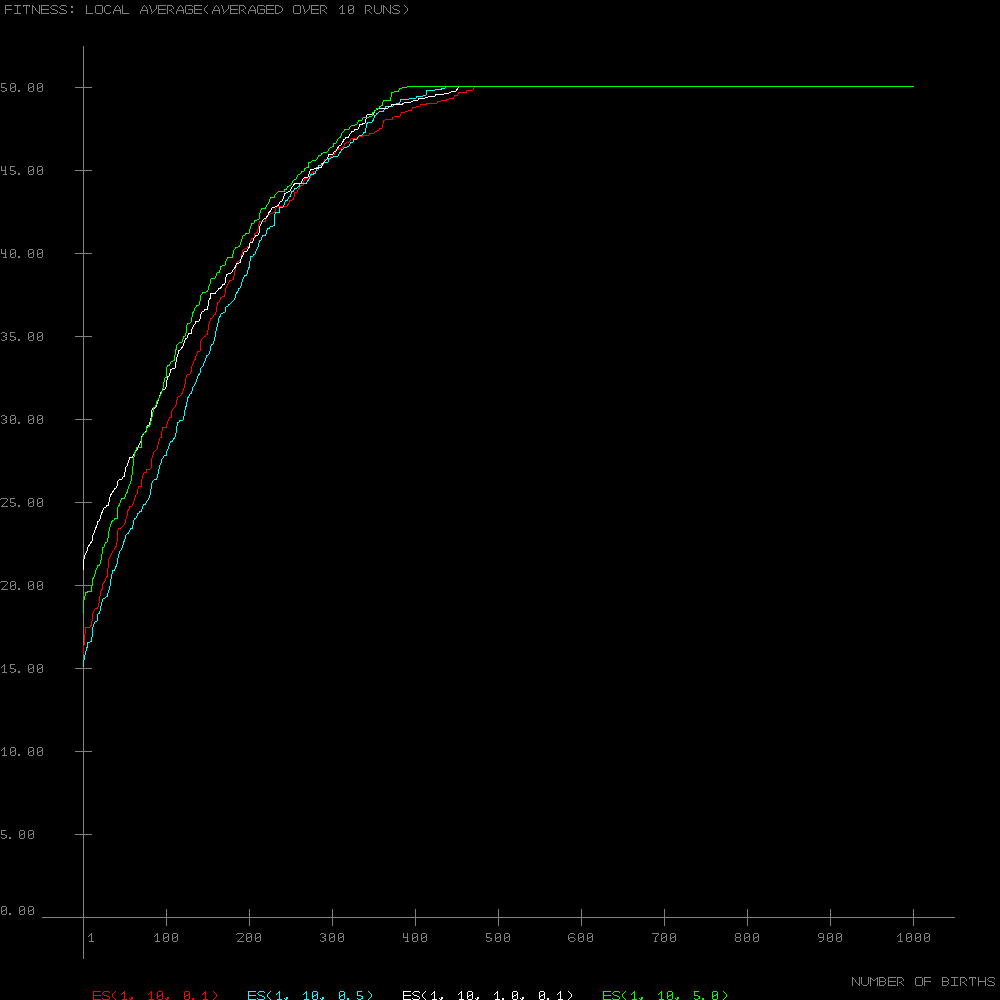 FITNESS: LOCAL AVERAGE(AVERAGED OVER 10 RUNS)
50.00
45.00
40.00
35.00
30.00
25.00
20.00
15.00
10.00
5.00
0.00
1 100 200 300 400 500 600 700 800 900 1000
NUMBER OF BIRTHS
ES(1, 10, 0.1) ES(1, 10, 0.5) ES(1, 10, 1.0, 0.1) ES(1, 10, 5.0)